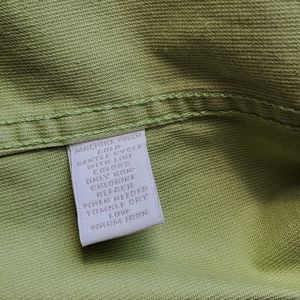 MACHINE WASH
COLD
GENTLE CYCLE
WITH LIKE
COLORS
ONLY NON-
CHLORINE
BLEACH
WHEN NEEDED
TUMBLE DRY
LOW
WARM IRON